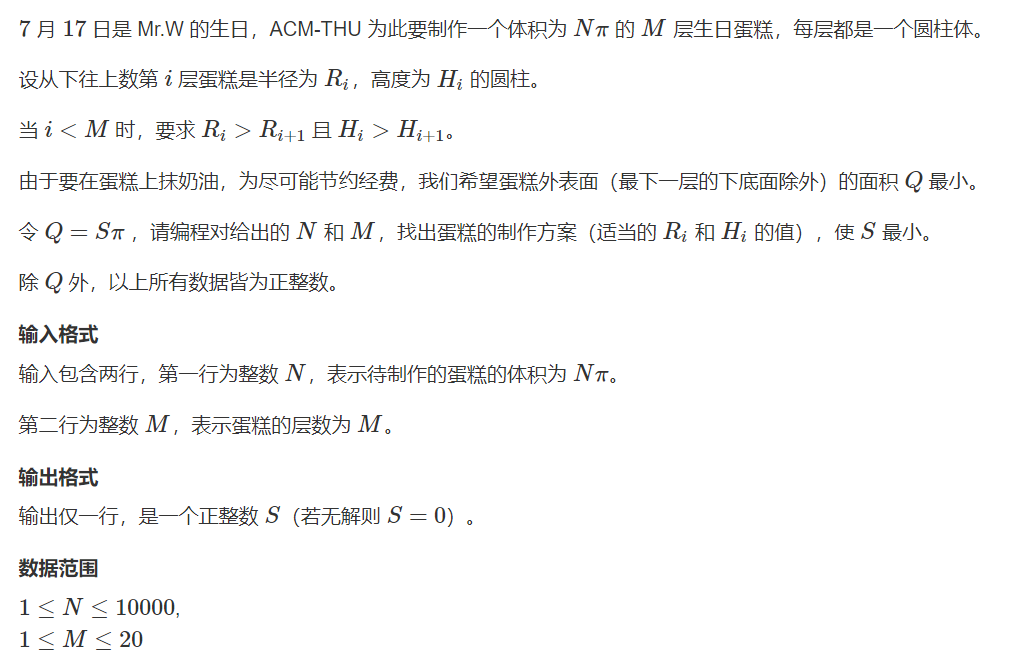 7 月 17 日是 Mr.W 的生日，ACM-THU 为此要制作一个体积为 Nπ 的 M 层生日蛋糕，每层都是一个圆柱体。
设从下往上数第 i 层蛋糕是半径为 R_i，高度为 H_i 的圆柱。
当 i < M 时，要求 R_i > R_{i+1} 且 H_i > H_{i+1}。
由于要在蛋糕上抹奶油，为尽可能节约经费，我们希望蛋糕外表面（最下一层的下底面除外）的面积 Q 最小。
令 Q = Sπ ，请编程对给出的 N 和 M，找出蛋糕的制作方案（适当的 R_i 和 H_i 的值），使 S 最小。
除 Q 外，以上所有数据皆为正整数。
输入格式
输入包含两行，第一行为整数 N，表示待制作的蛋糕的体积为 Nπ。
第二行为整数 M，表示蛋糕的层数为 M。
输出格式
输出仅一行，是一个正整数 S（若无解则 S = 0）。
数据范围
1 ≤ N ≤ 10000,
1 ≤ M ≤ 20